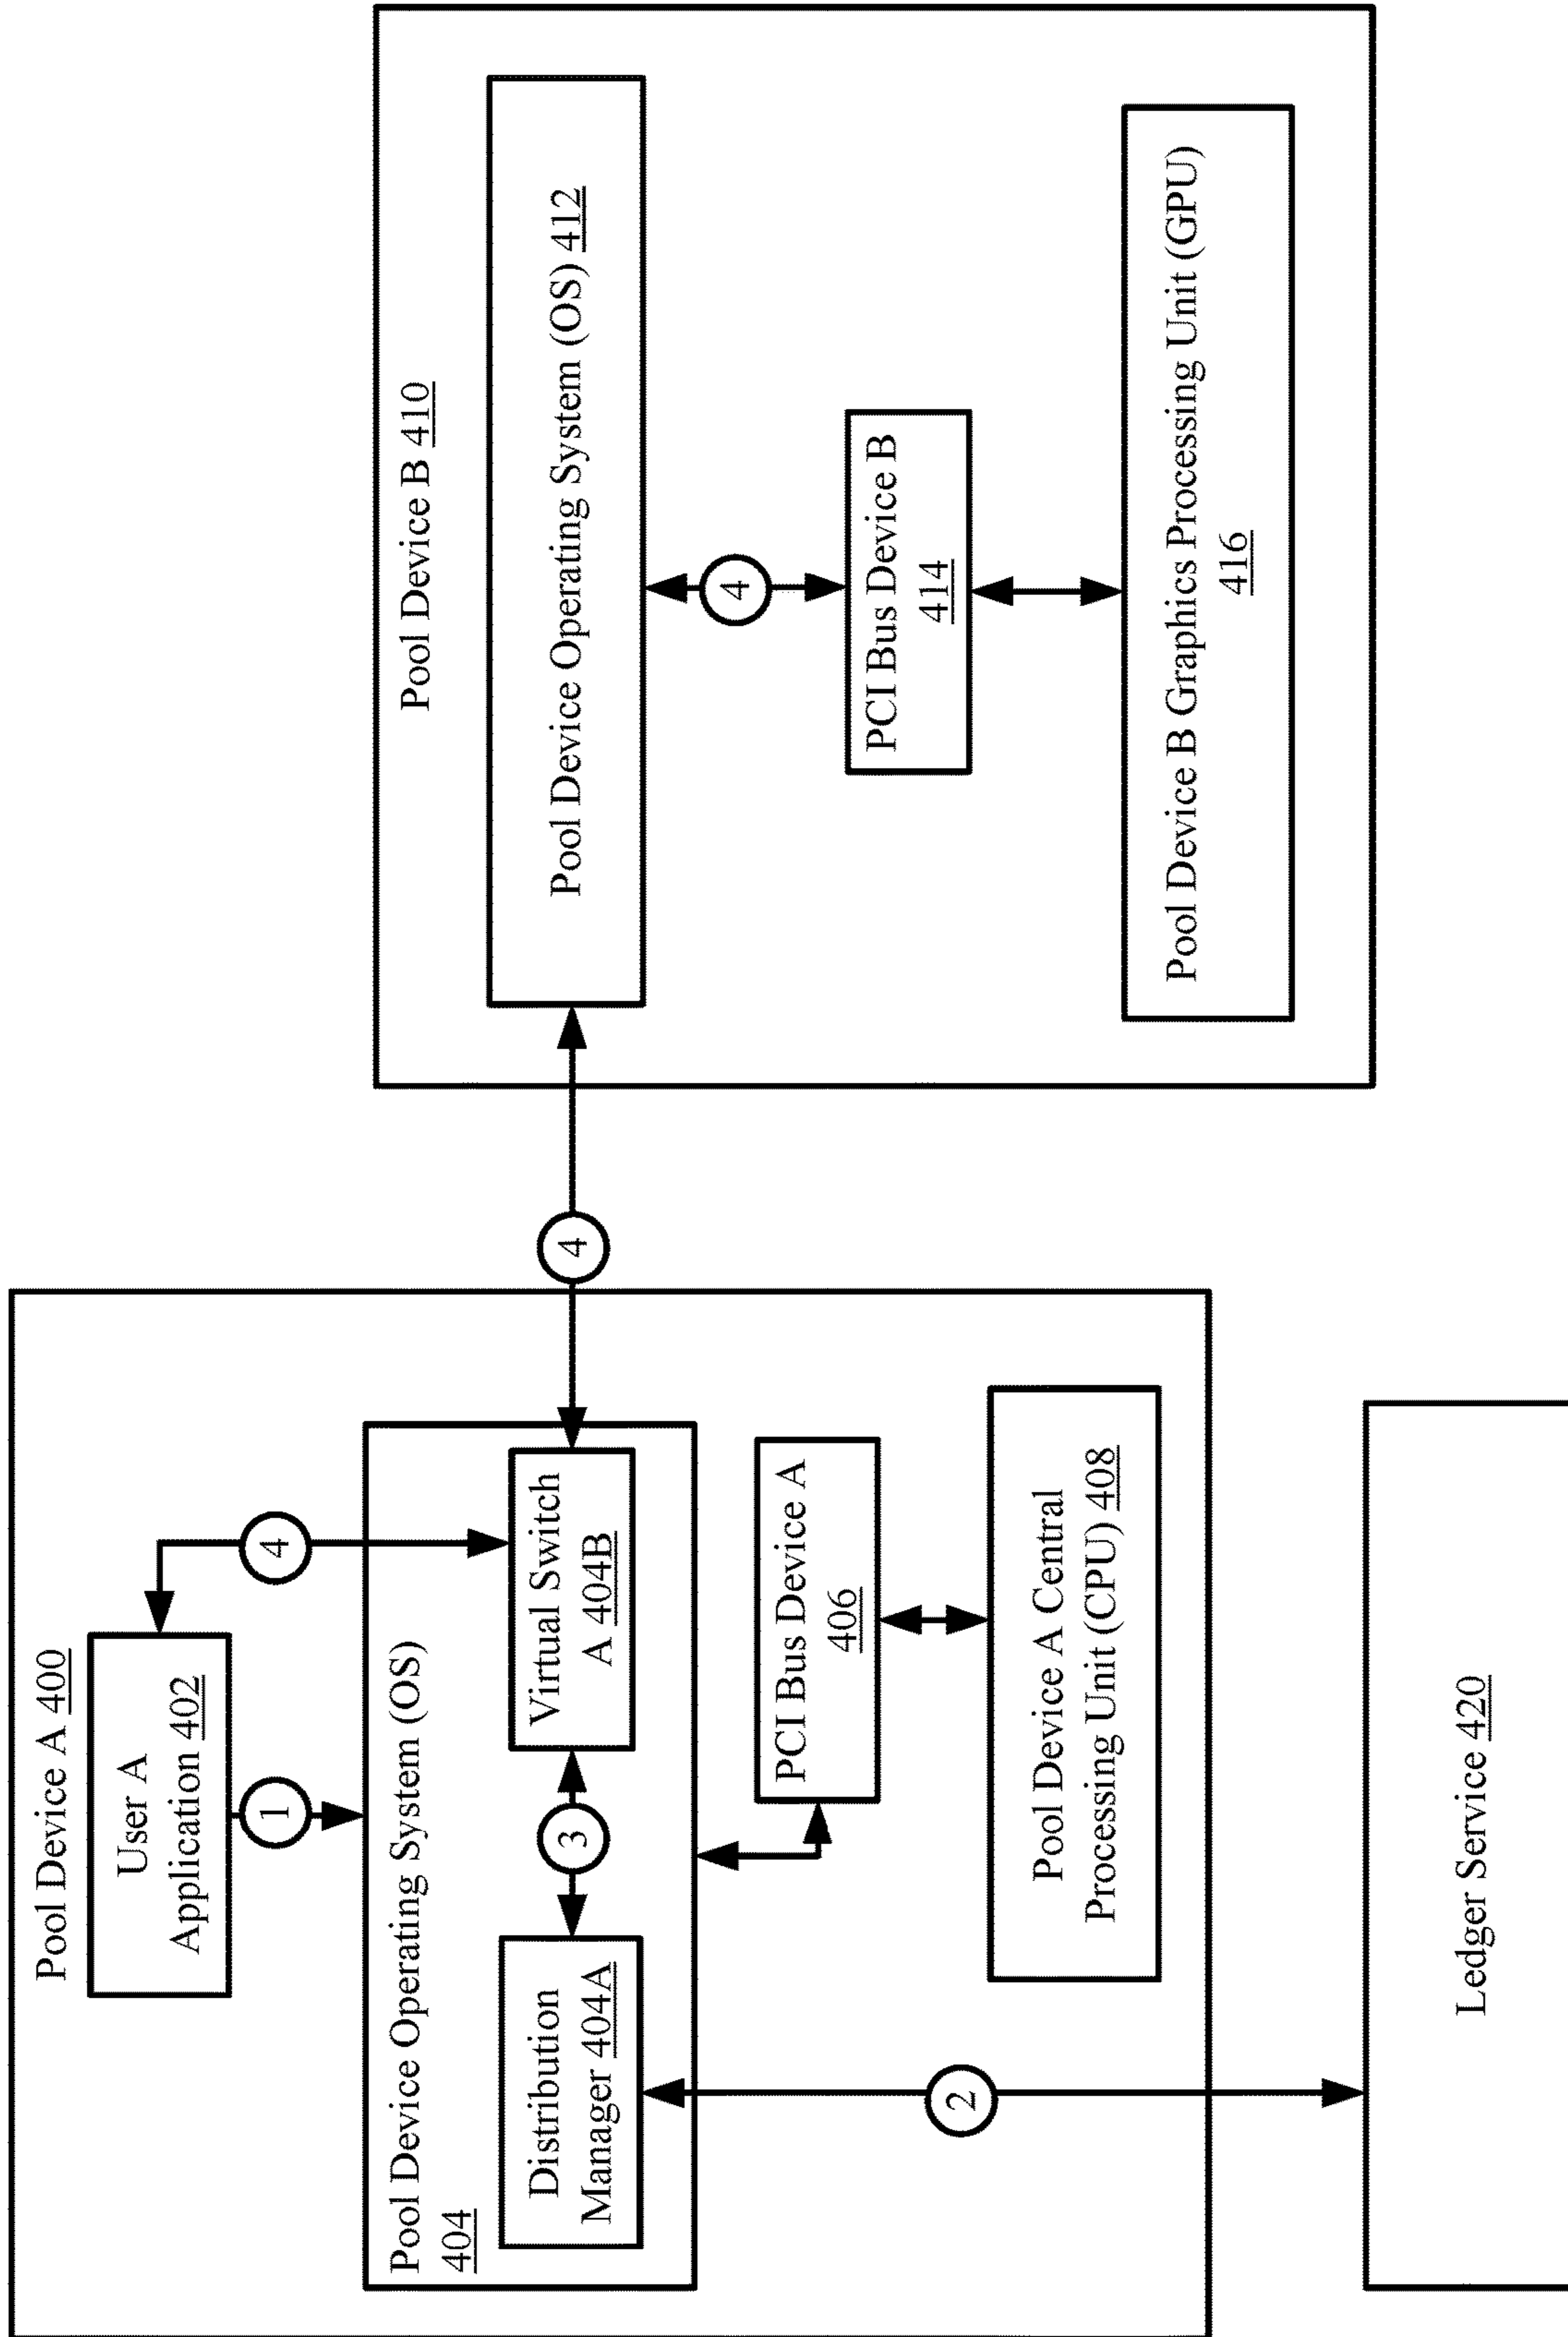 Pool Device A 400
User A
Application 402
1
4
Pool Device Operating System (OS)
404
Distribution
Manager 404A
3
Virtual Switch
A 404B
4
PCI Bus Device A
406
Pool Device A Central
Processing Unit (CPU) 408
2
Ledger Service 420
Pool Device B 410
Pool Device Operating System (OS) 412
4
PCI Bus Device B
414
Pool Device B Graphics Processing Unit (GPU)
416